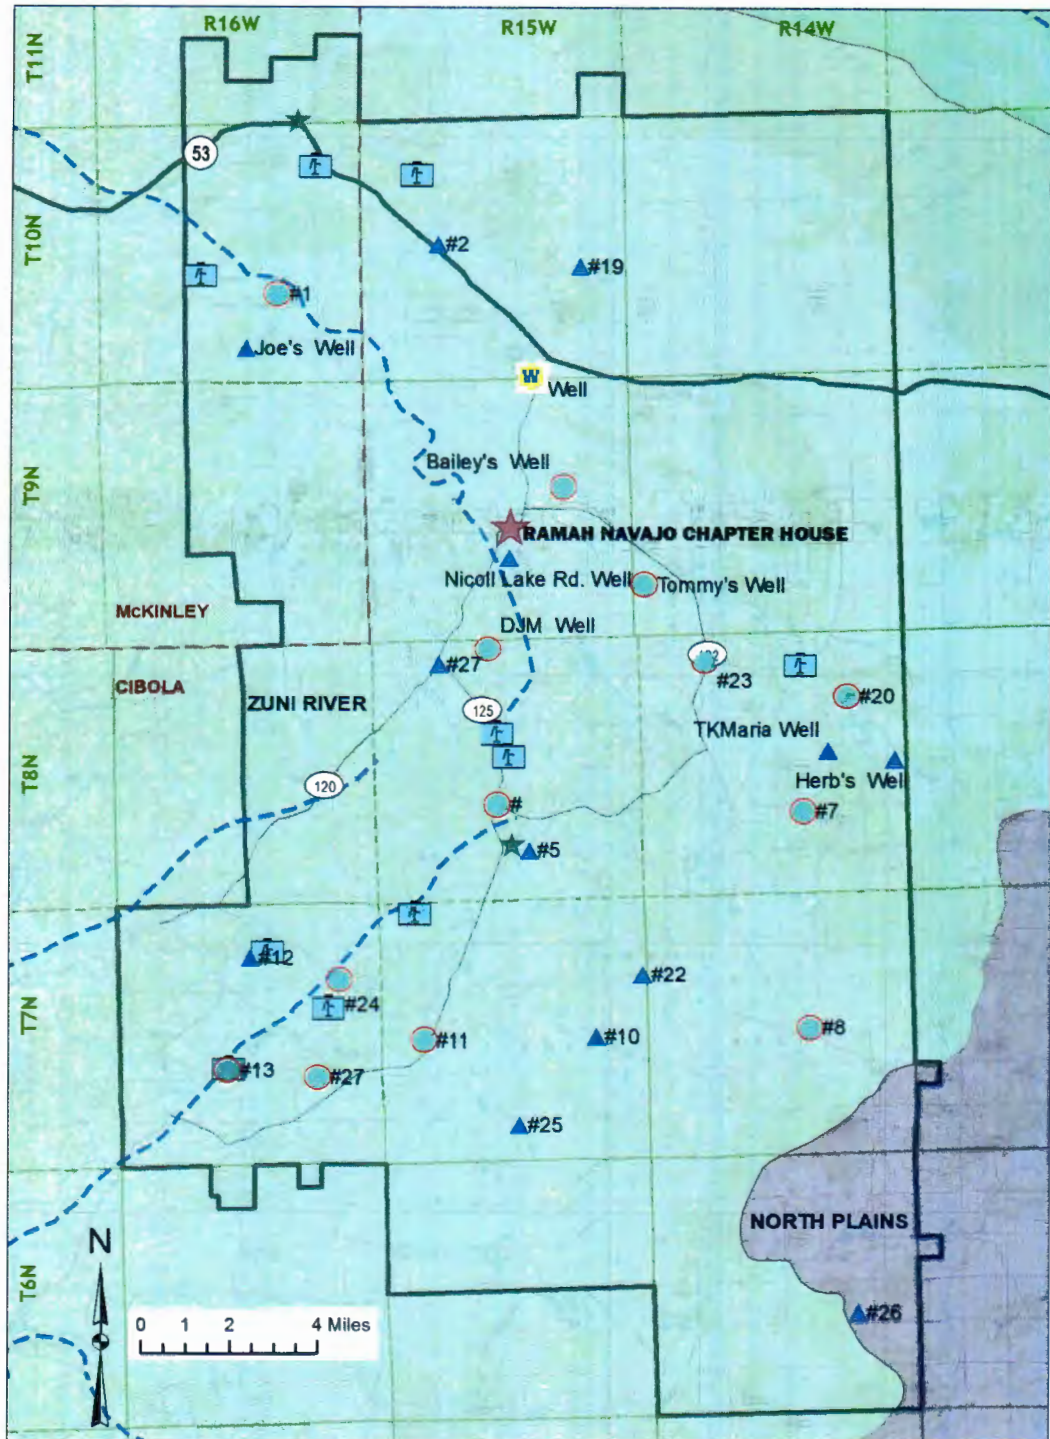 R16W
R15W
R14W
T11N
53
T10N
#2
#19
#1
Joe's Well
W
Well
Bailey's Well
T9N
RAMAH NAVAJO CHAPTER HOUSE
Nicoll Lake Rd. Well
Tommy's Well
McKINLEY
DJM Well
#27
#23
CIBOLA
ZUNI RIVER
125
#20
TKMaria Well
T8N
120
Herb's Well
#
#7
#5
#12
#22
T7N
#24
#8
#11
#10
#13
#27
#25
NORTH PLAINS
N
T6N
#26
0 1 2 4 Miles